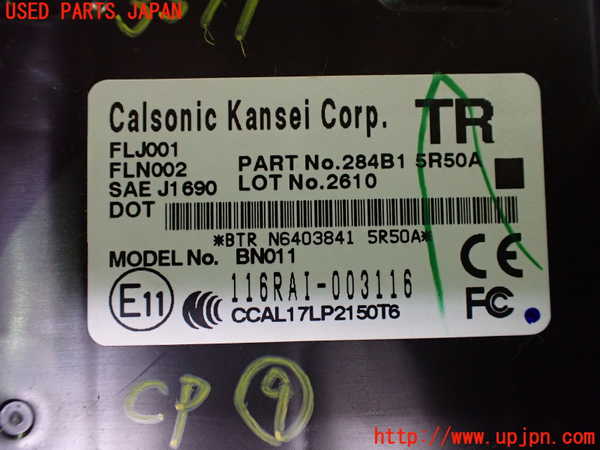 USED PARTS JAPAN
Calsonic Kansei Corp. TR
FLJ001
FLN002 PART No.284B1 5R50A
SAE J1690 LOT No.2610
DOT
*BTR N6403841 5R50A*
MODEL No. BN011
E11 116RAI-003116 CE
CCAL17LP2150T6 FC
CP 9
http://www.upjpn.com/